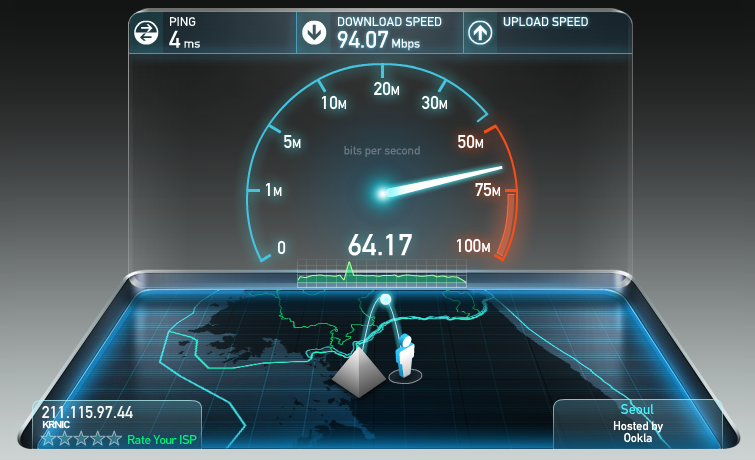 PING
4 ms
DOWNLOAD SPEED
94.07 Mbps
UPLOAD SPEED
20M
10M
30M
5M
50M
bits per second
1M
75M
0
64.17
100M
211.115.97.44
KRNIC
Rate Your ISP
Seoul
Hosted by
Ookla